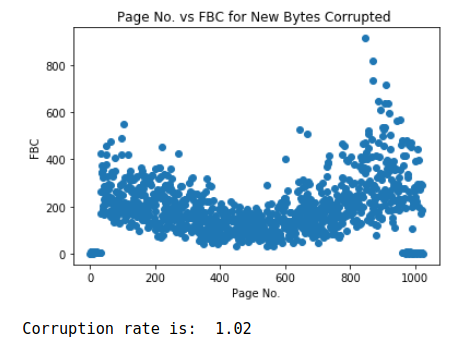 Page No. vs FBC for New Bytes Corrupted
800
600
400
200
0
FBC
0 200 400 600 800 1000
Page No.
Corruption rate is: 1.02